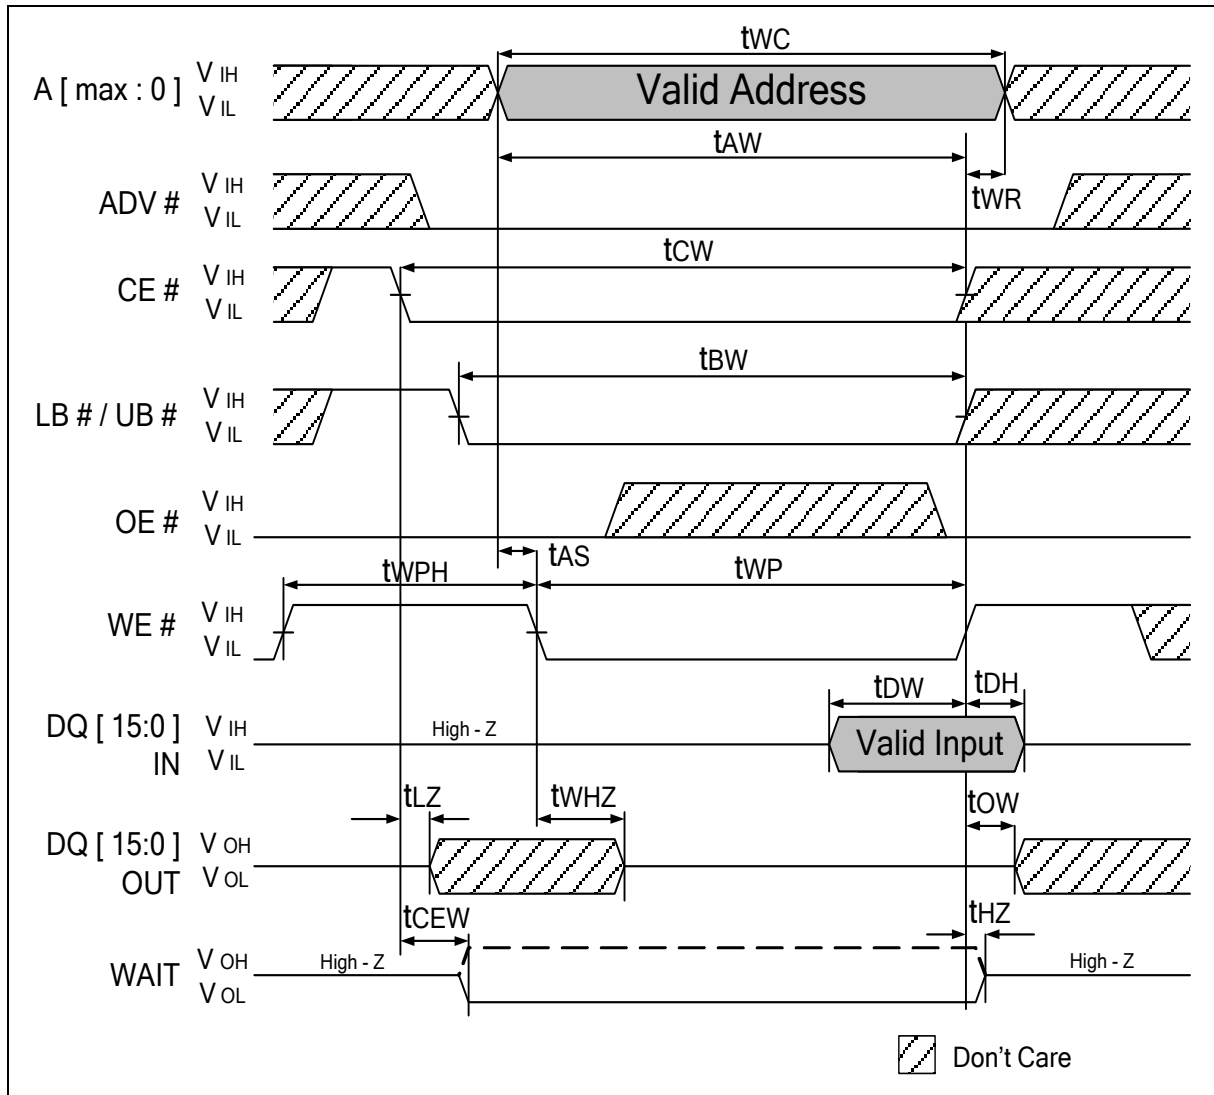 tWC
A [ max : 0 ] V IH
V IL
Valid Address
tAW
tWR
ADV # V IH
V IL
tCW
CE # V IH
V IL
tBW
LB # / UB # V IH
V IL
OE # V IH
V IL
tAS
tWPH tWP
WE # V IH
V IL
tDW tDH
DQ [ 15:0 ] V IH High - Z Valid Input
IN V IL
tLZ tWHZ tOW
DQ [ 15:0 ] V OH
OUT V OL
tCEW tHZ
WAIT V OH High - Z High - Z
V OL
Don't Care